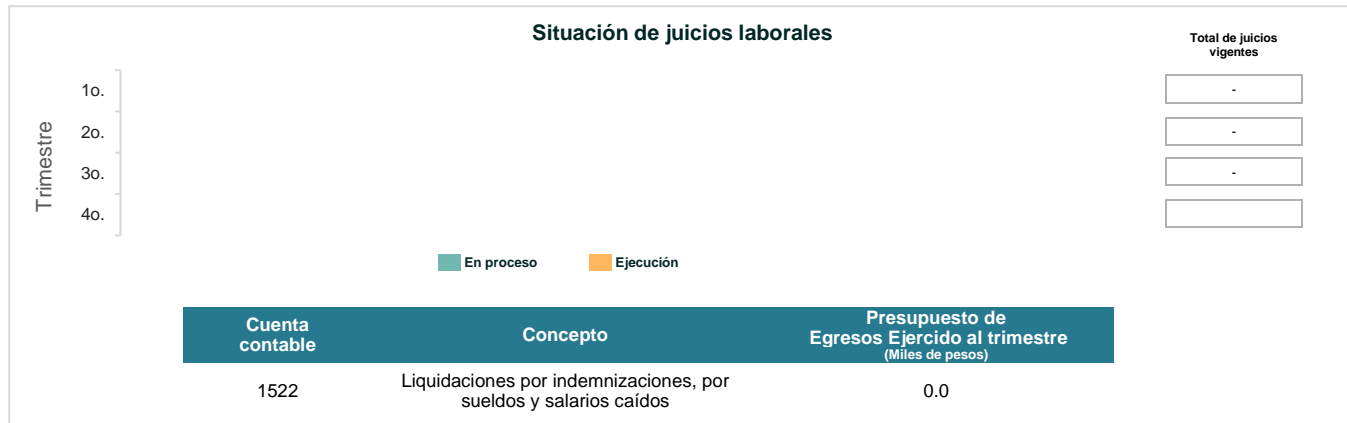 Situación de juicios laborales
Total de juicios
vigentes
Trimestre
1o.
-
2o.
-
3o.
-
4o.
En proceso
Ejecución
Cuenta
contable
Concepto
Presupuesto de
Egresos Ejercido al trimestre
(Miles de pesos)
1522
Liquidaciones por indemnizaciones, por
sueldos y salarios caídos
0.0